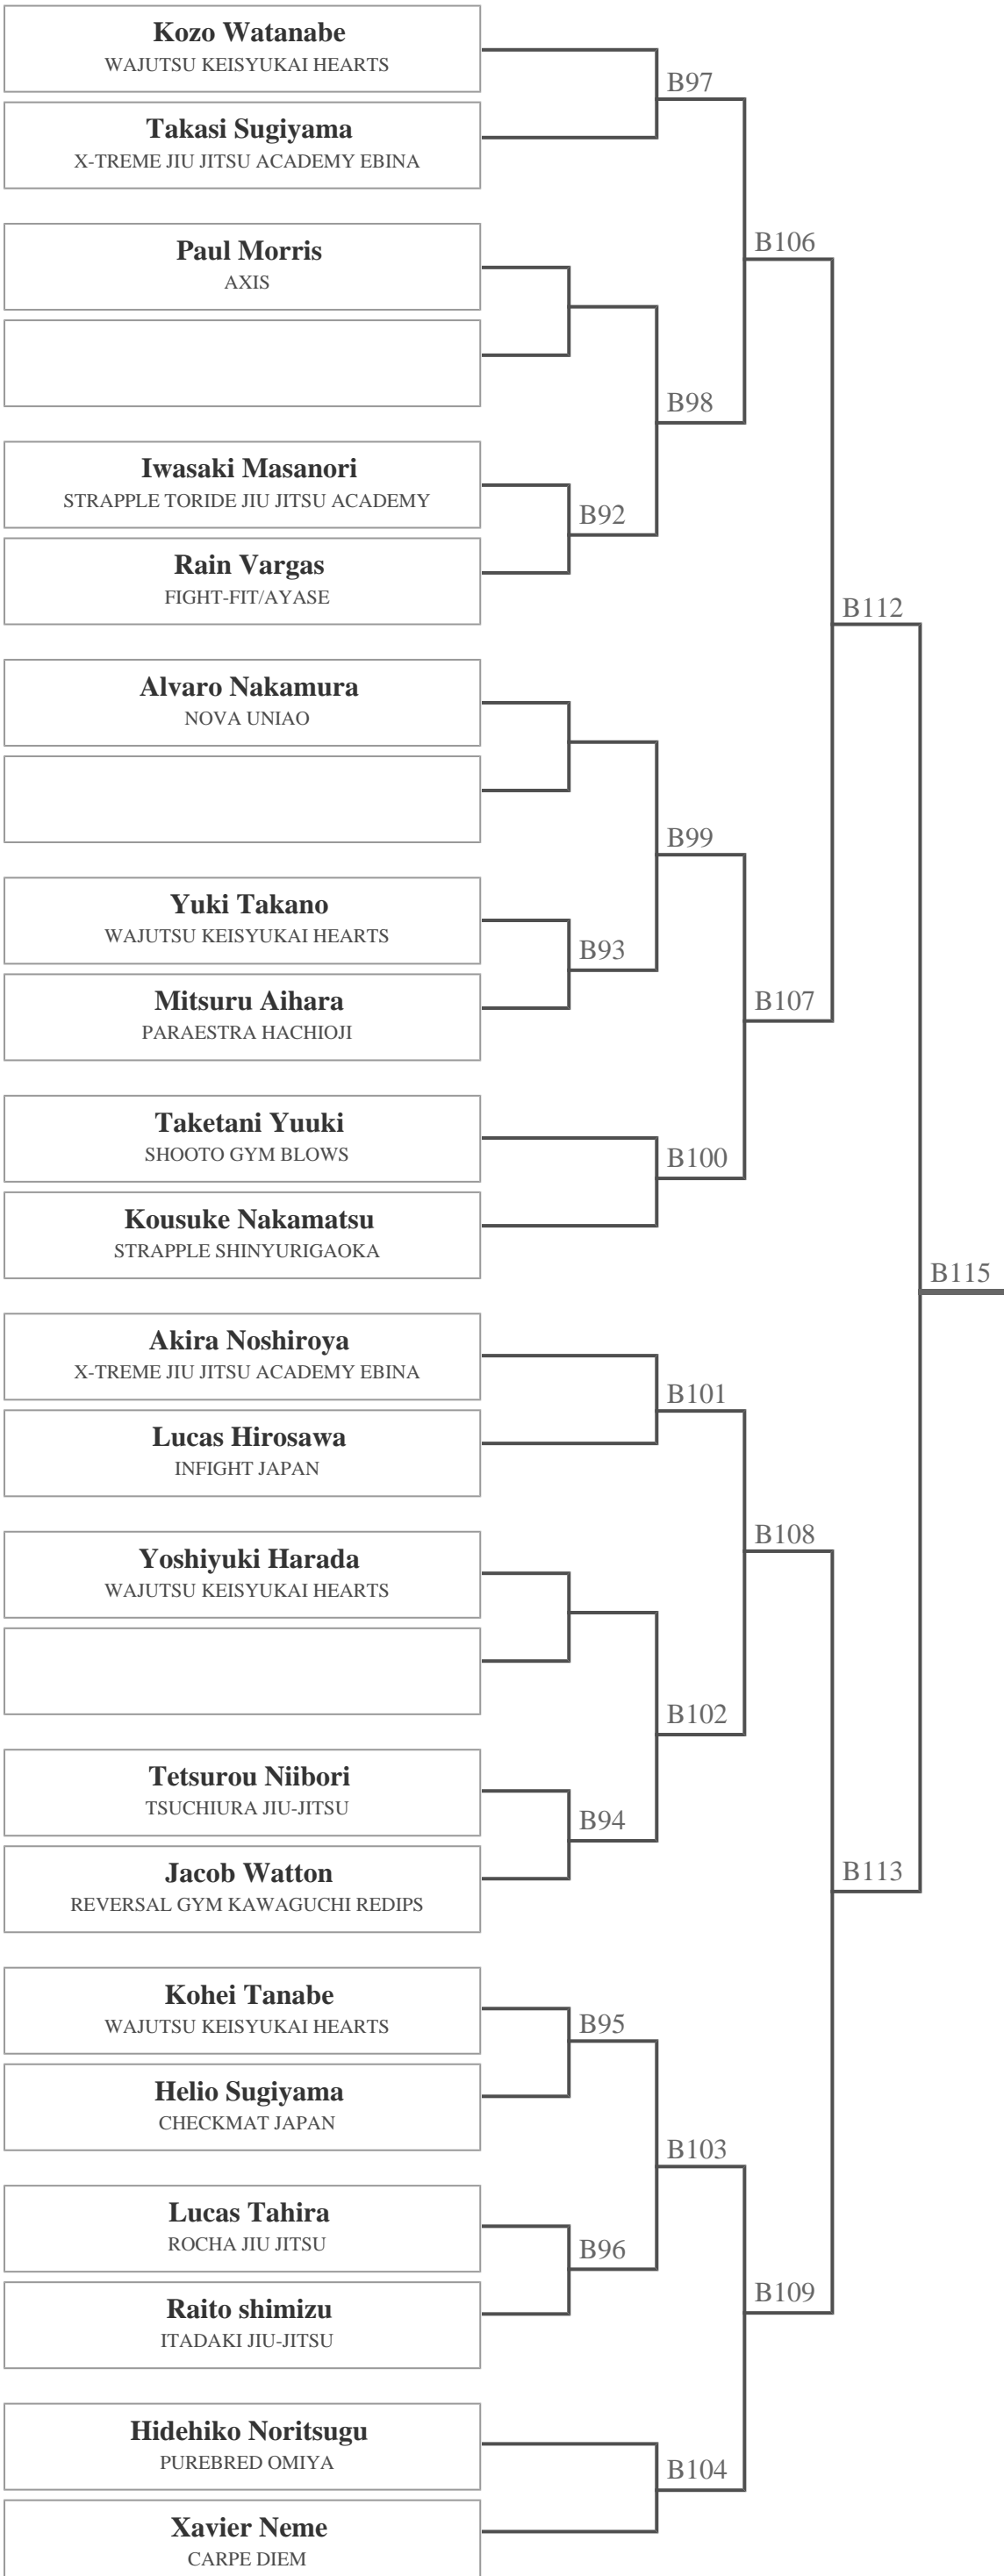 Kozo Watanabe
WAJUTSU KEISYUKAI HEARTS
B97
Takasi Sugiyama
X-TREME JIU JITSU ACADEMY EBINA
B106
Paul Morris
AXIS
B98
Iwasaki Masanori
STRAPPLE TORIDE JIU JITSU ACADEMY
B92
Rain Vargas
FIGHT-FIT/AYASE
B112
Alvaro Nakamura
NOVA UNIAO
B99
Yuki Takano
WAJUTSU KEISYUKAI HEARTS
B93
Mitsuru Aihara
PARAESTRA HACHIOJI
B107
Taketani Yuuki
SHOOTO GYM BLOWS
B100
Kousuke Nakamatsu
STRAPPLE SHINYURIGAOKA
B115
Akira Noshiroya
X-TREME JIU JITSU ACADEMY EBINA
B101
Lucas Hirosawa
INFIGHT JAPAN
B108
Yoshiyuki Harada
WAJUTSU KEISYUKAI HEARTS
B102
Tetsurou Niibori
TSUCHIURA JIU-JITSU
B94
Jacob Watton
REVERSAL GYM KAWAGUCHI REDIPS
B113
Kohei Tanabe
WAJUTSU KEISYUKAI HEARTS
B95
Helio Sugiyama
CHECKMAT JAPAN
B103
Lucas Tahira
ROCHA JIU JITSU
B96
Raito shimizu
ITADAKI JIU-JITSU
B109
Hidehiko Noritsugu
PUREBRED OMIYA
B104
Xavier Neme
CARPE DIEM